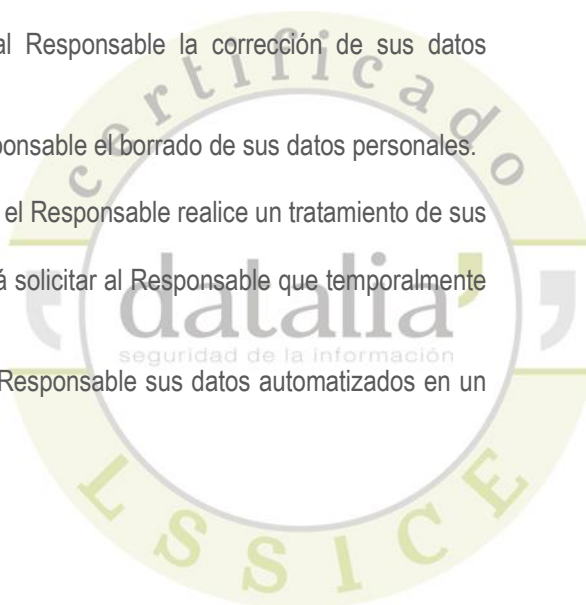 al Responsable la corrección de sus datos
ponsable el borrado de sus datos personales.
el Responsable realice un tratamiento de sus
á solicitar al Responsable que temporalmente
Responsable sus datos automatizados en un
certificado
datalia
seguridad de la información
LSSICE